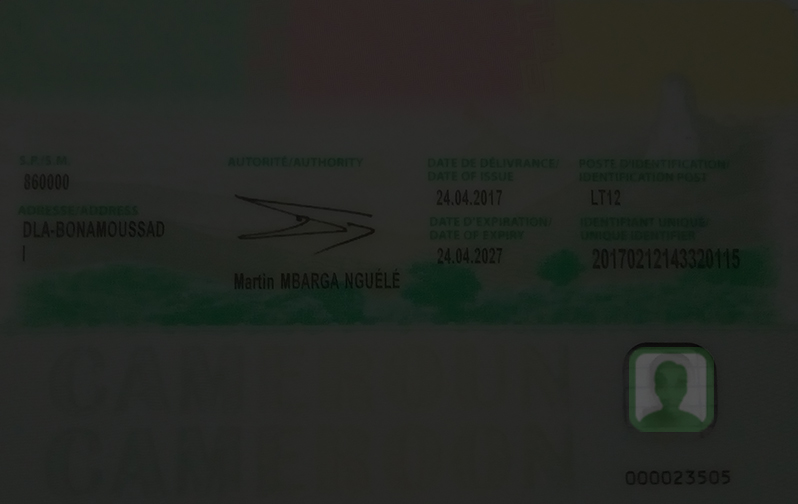 S.P./S.M.
860000
ADRESSE/ADDRESS
DLA-BONAMOUSSAD
I
AUTORITÉ/AUTHORITY
Martin MBARGA NGUÉLÉ
DATE DE DÉLIVRANCE/
DATE OF ISSUE
24.04.2017
DATE D'EXPIRATION/
DATE OF EXPIRY
24.04.2027
POSTE D'IDENTIFICATION/
IDENTIFICATION POST
LT12
IDENTIFIANT UNIQUE/
UNIQUE IDENTIFIER
20170212143320115
CAMEROUN
CAMEROON
000023505